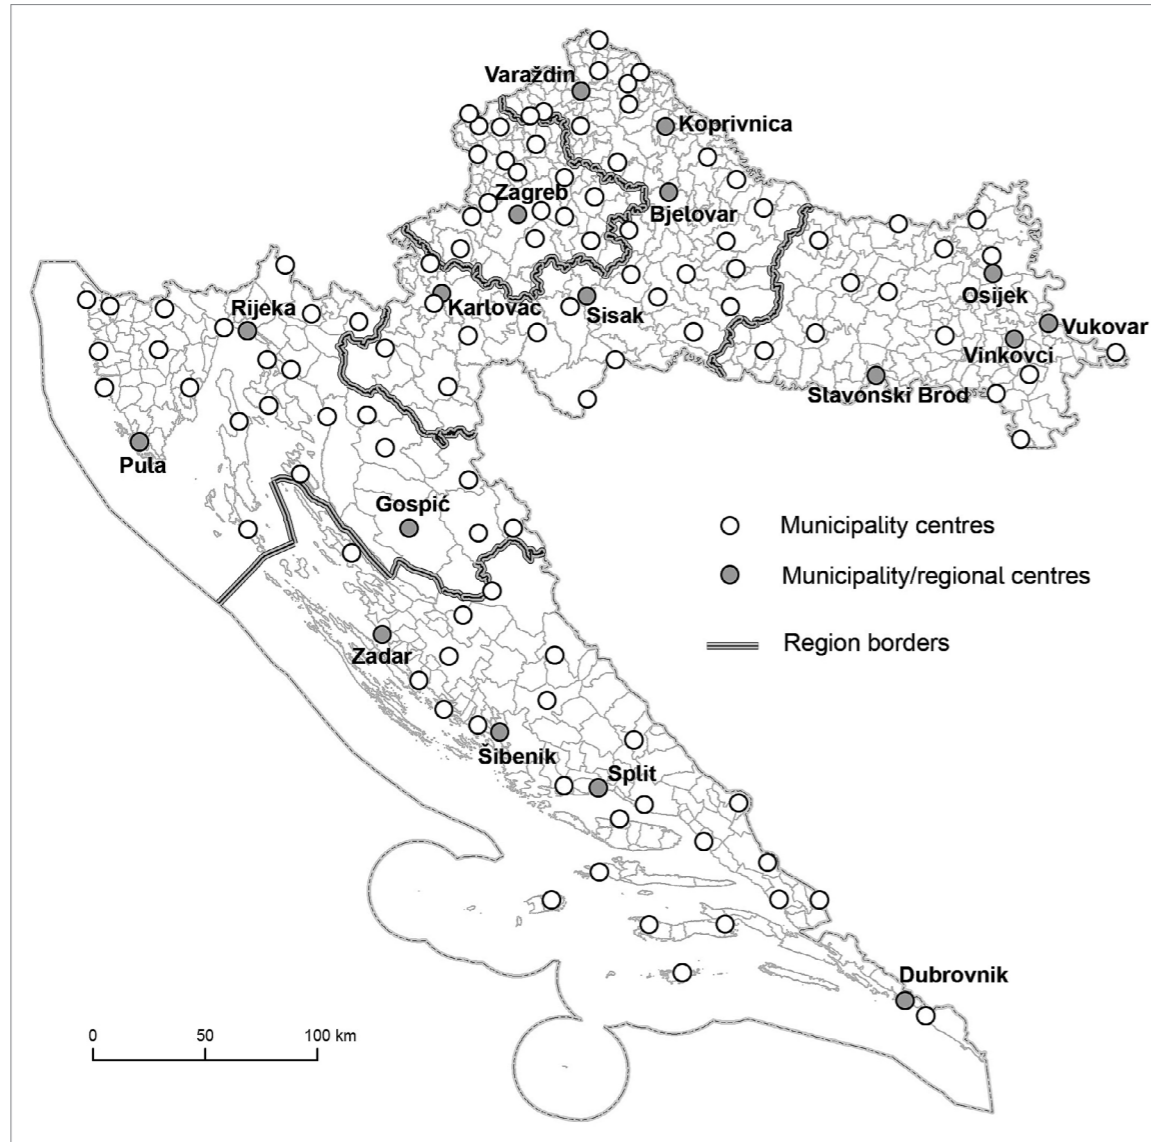 Varaždin
Koprivnica
Zagreb
Bjelovar
Rijeka
Karlovac
Sisak
Osijek
Vukovar
Vinkovci
Slavonski Brod
Pula
Gospić
Municipality centres
Municipality/regional centres
Region borders
Zadar
Šibenik
Split
Dubrovnik
0 50 100 km